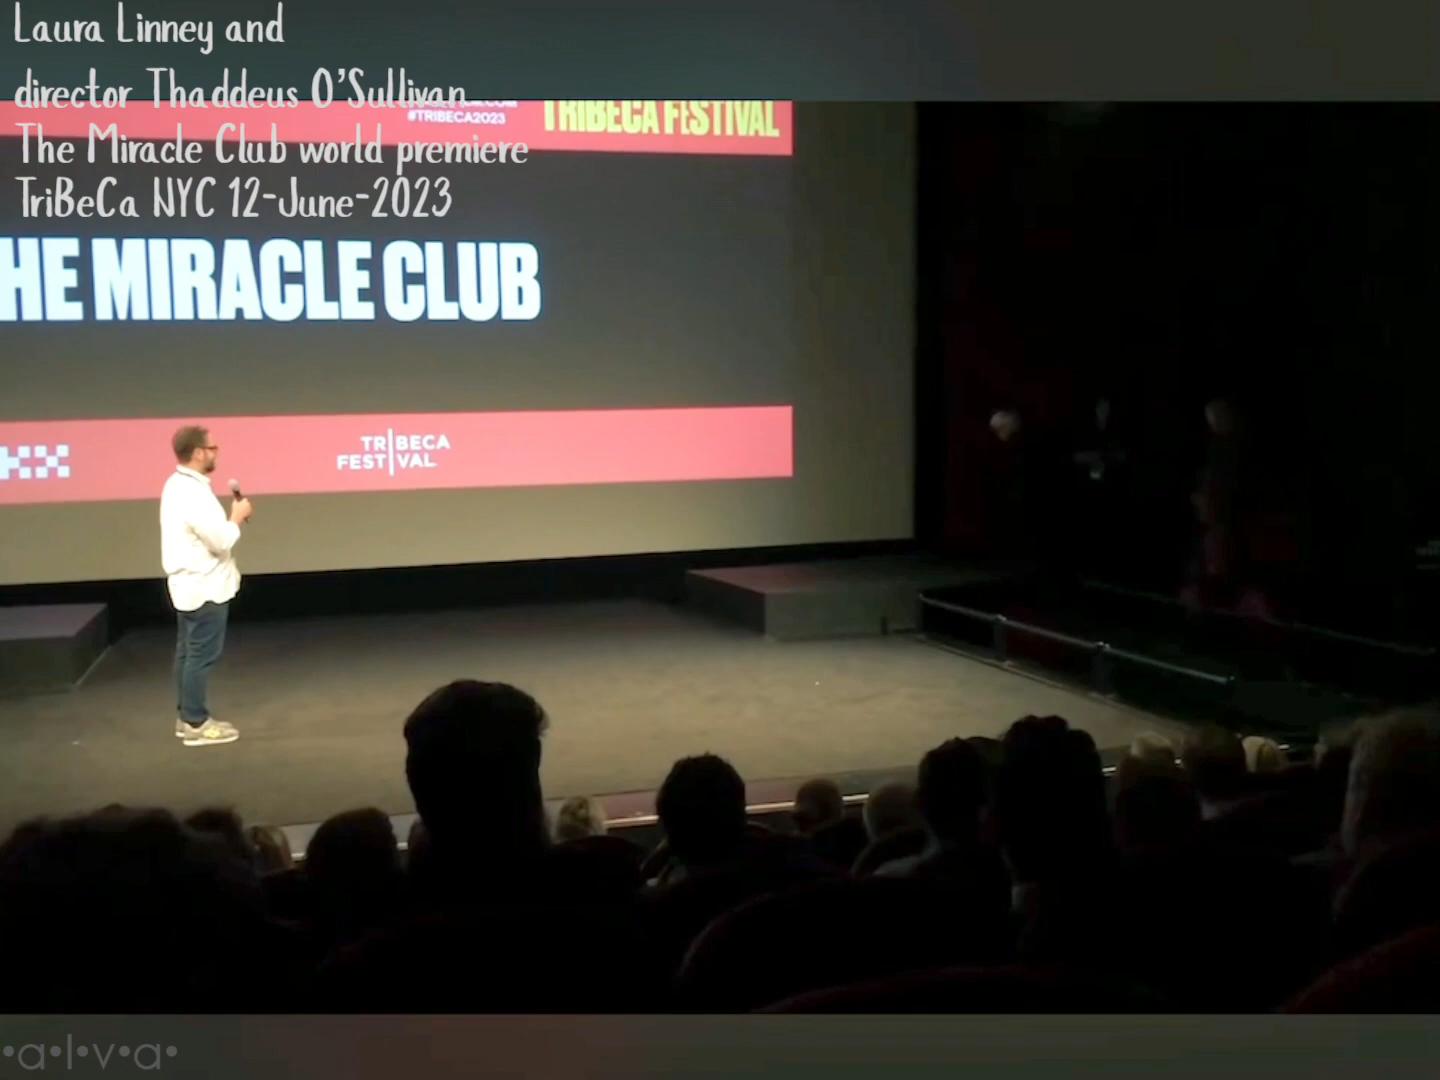 Laura Linney and
director Thaddeus O'Sullivan
The Miracle Club world premiere
TriBeCa NYC 12-June-2023
#TRIBECA2023
TRIBECA FESTIVAL
HE MIRACLE CLUB
TRIBECA
FESTIVAL
•a•l•v•a•